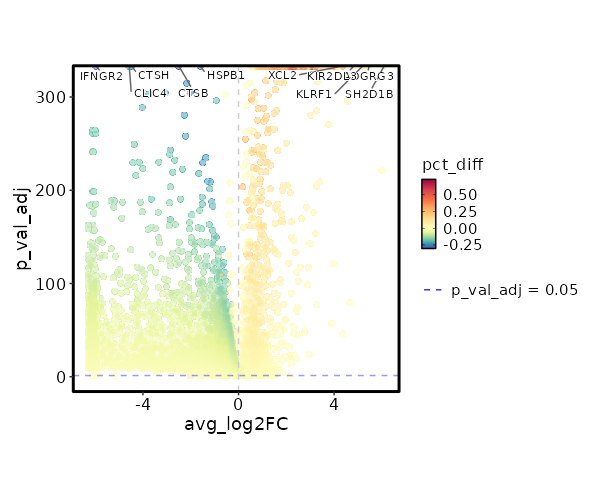 IFNGR2 CTSH HSPB1 XCL2 KIR2DL3
CLIC4 CTSB KLRF1 SH2D1B
300
200
100
0
-4 0 4
avg_log2FC
p_val_adj
pct_diff
0.50
0.25
0.00
-0.25
p_val_adj = 0.05